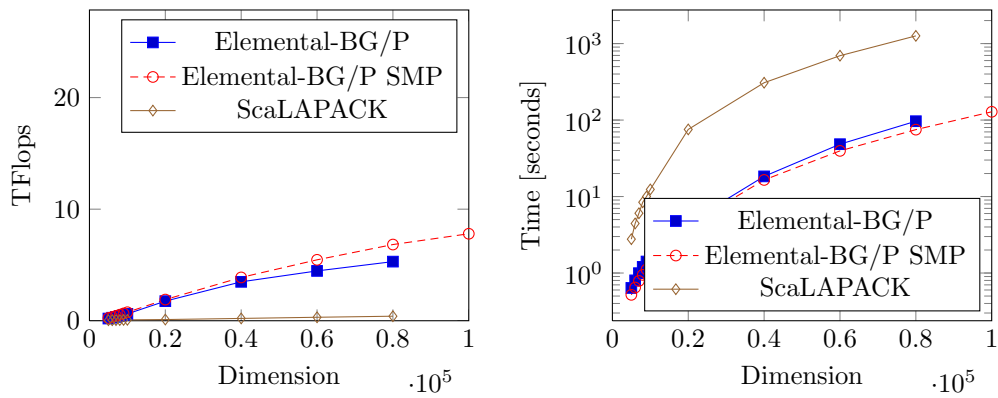 Elemental-BG/P
Elemental-BG/P SMP
ScaLAPACK
TFlops
20
10
0
0 0.2 0.4 0.6 0.8 1
Dimension
·10^5
Time [seconds]
10^3
10^2
10^1
10^0
Elemental-BG/P
Elemental-BG/P SMP
ScaLAPACK
0 0.2 0.4 0.6 0.8 1
Dimension
·10^5